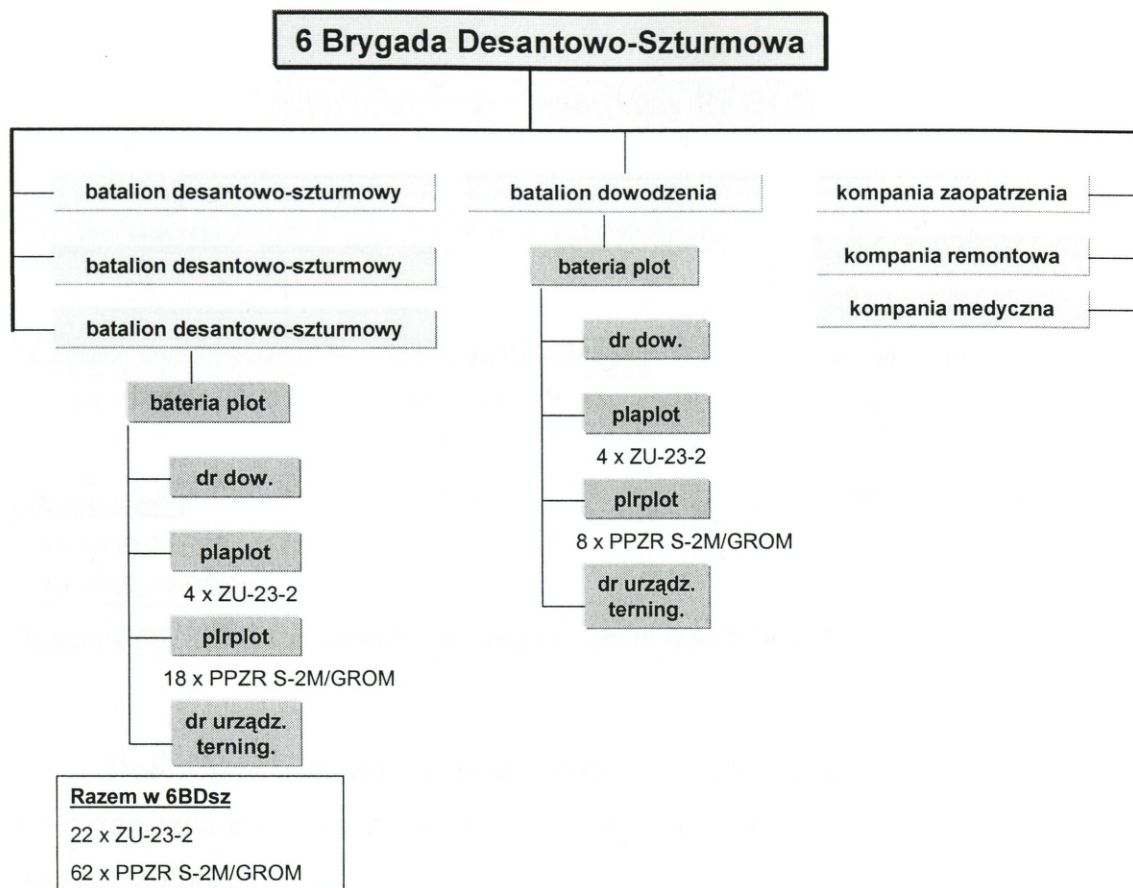 6 Brygada Desantowo-Szturmowa
batalion desantowo-szturmowy
batalion desantowo-szturmowy
batalion desantowo-szturmowy
bateria plot
dr dow.
plaplot
4 x ZU-23-2
plrplot
18 x PPZR S-2M/GROM
dr urządz.
terning.
Razem w 6BDsz
22 x ZU-23-2
62 x PPZR S-2M/GROM
batalion dowodzenia
bateria plot
dr dow.
plaplot
4 x ZU-23-2
plrplot
8 x PPZR S-2M/GROM
dr urządz.
terning.
kompania zaopatrzenia
kompania remontowa
kompania medyczna